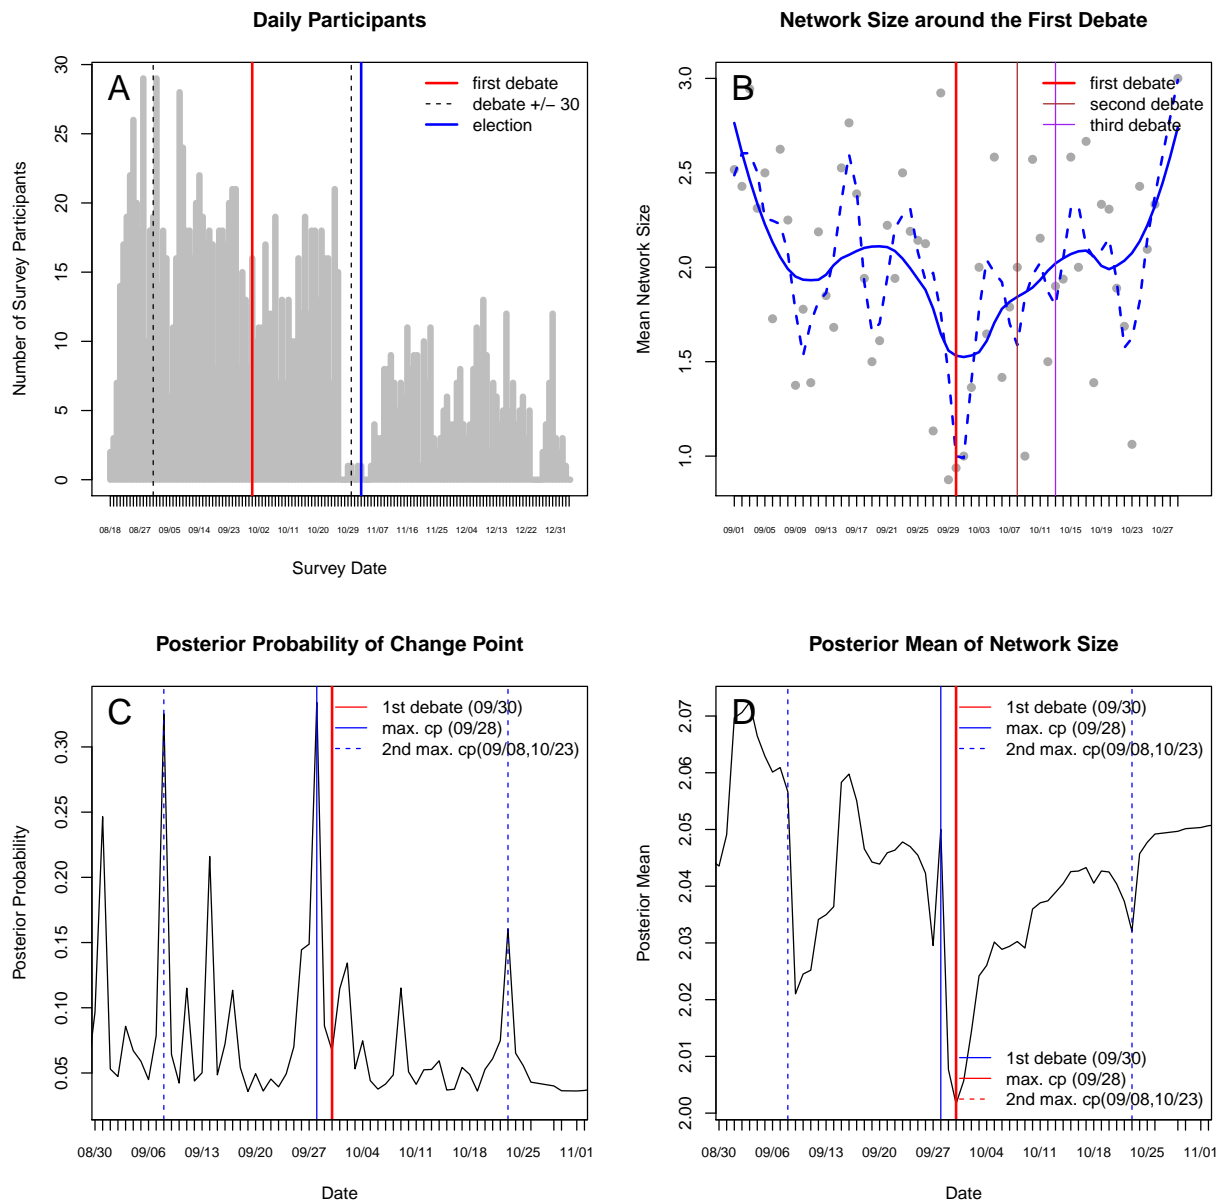 Daily Participants
A
first debate
debate +/− 30
election
Number of Survey Participants
0
5
10
15
20
25
30
08/18
08/27
09/05
09/14
09/23
10/02
10/11
10/20
10/29
11/07
11/16
11/25
12/04
12/13
12/22
12/31
Survey Date
Network Size around the First Debate
B
first debate
second debate
third debate
Mean Network Size
1.0
1.5
2.0
2.5
3.0
09/01
09/05
09/09
09/13
09/17
09/21
09/25
09/29
10/03
10/07
10/11
10/15
10/19
10/23
10/27
Posterior Probability of Change Point
C
1st debate (09/30)
max. cp (09/28)
2nd max. cp(09/08,10/23)
Posterior Probability
0.05
0.10
0.15
0.20
0.25
0.30
08/30
09/06
09/13
09/20
09/27
10/04
10/11
10/18
10/25
11/01
Date
Posterior Mean of Network Size
D
1st debate (09/30)
max. cp (09/28)
2nd max. cp(09/08,10/23)
1st debate (09/30)
max. cp (09/28)
2nd max. cp(09/08,10/23)
Posterior Mean
2.00
2.01
2.02
2.03
2.04
2.05
2.06
2.07
08/30
09/06
09/13
09/20
09/27
10/04
10/11
10/18
10/25
11/01
Date